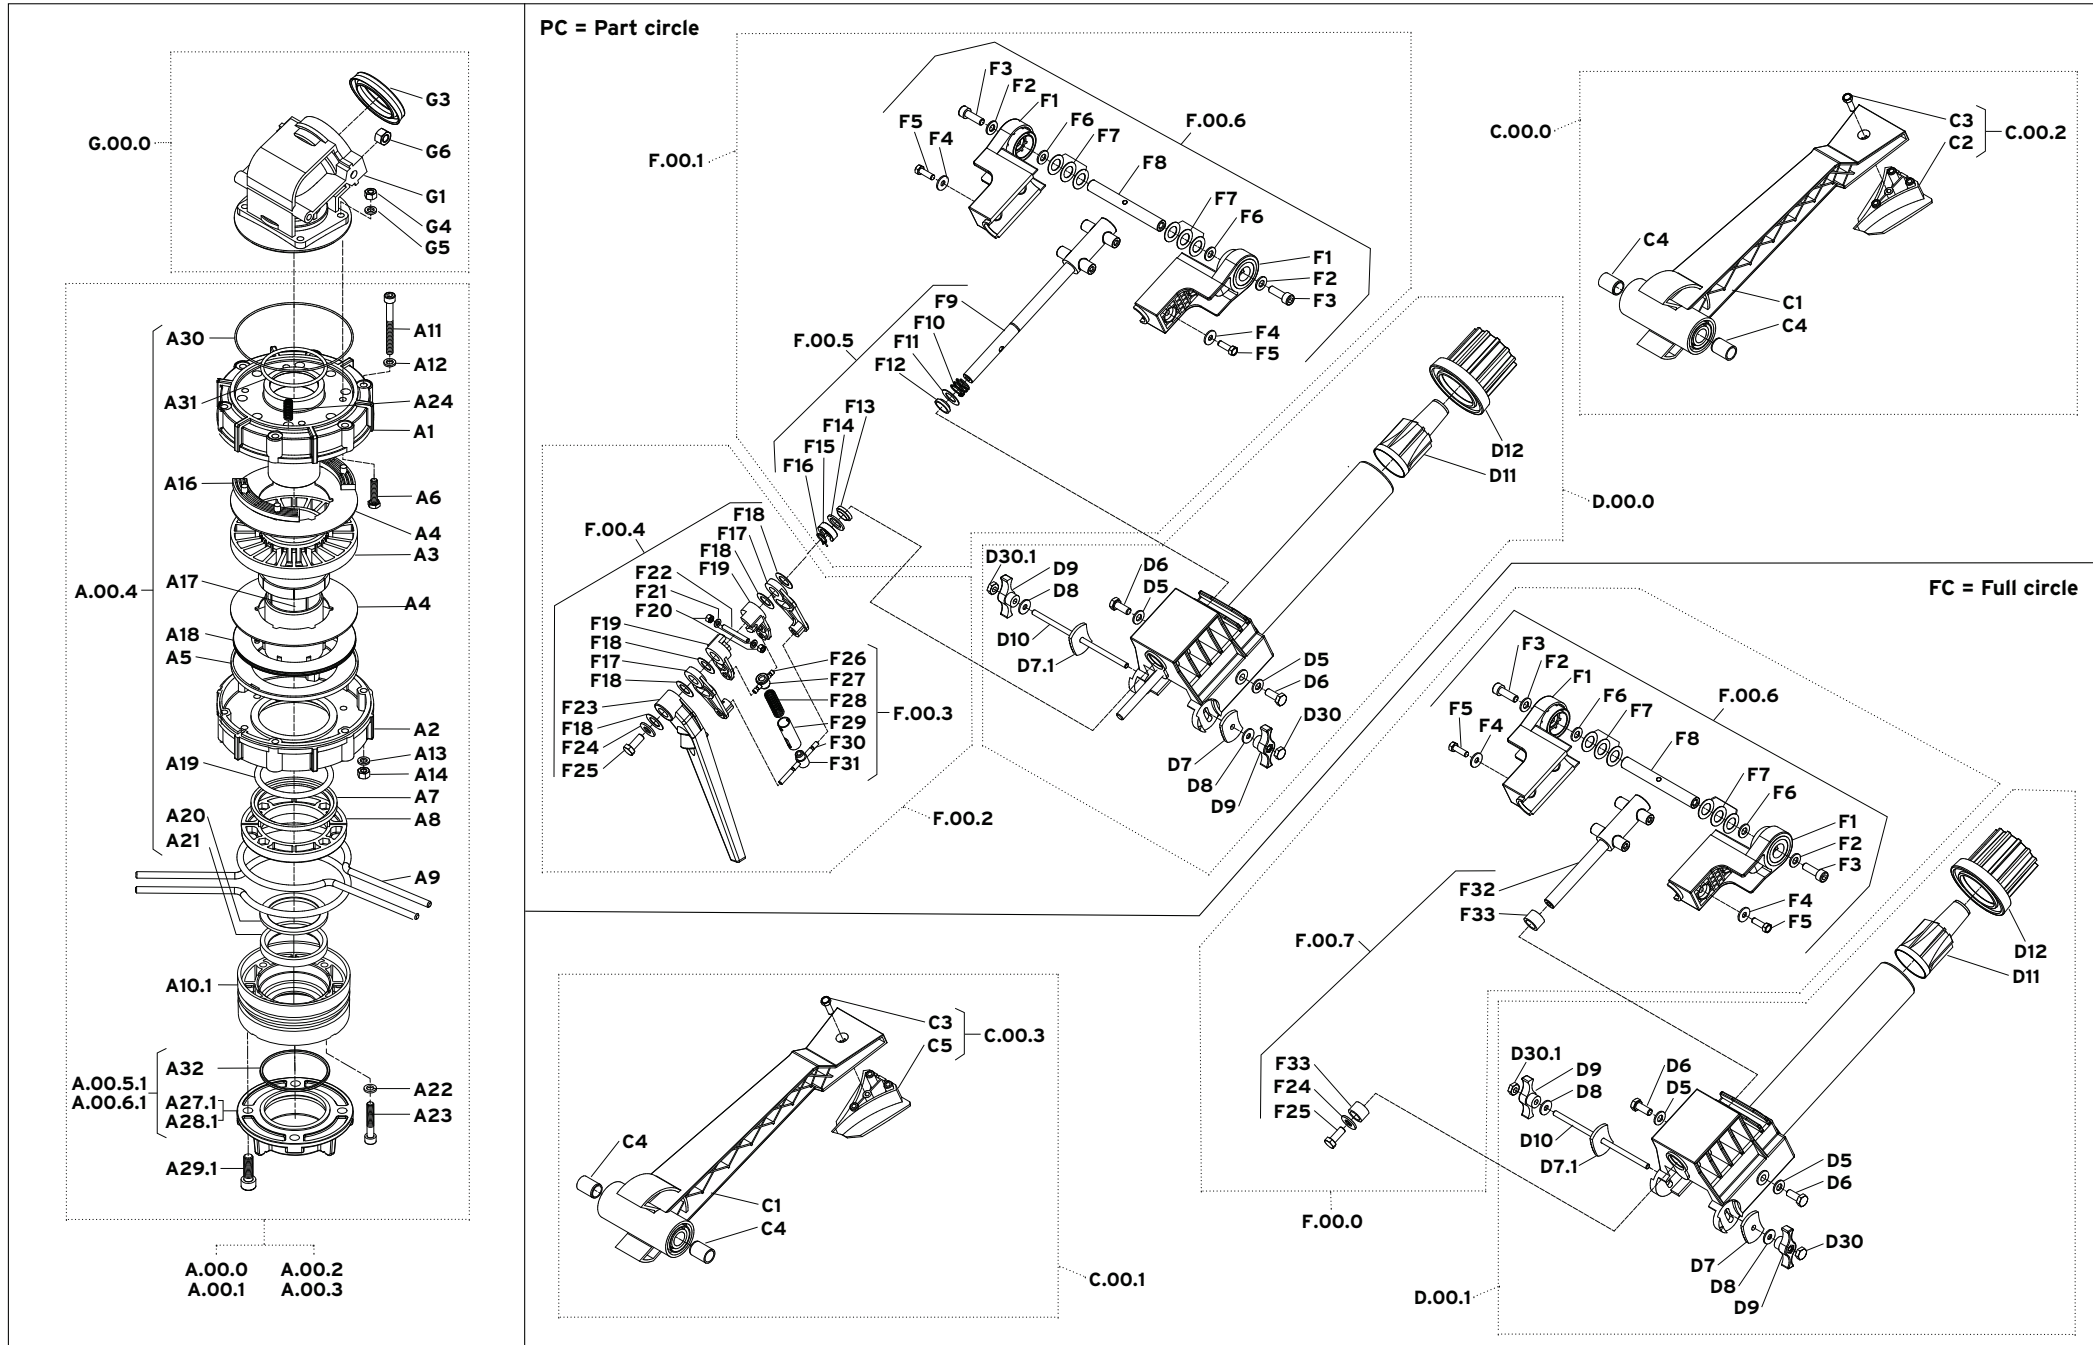 G.00.0
G3
G6
G1
G4
G5
A30
A11
A12
A31
A24
A1
A16
A6
A4
A3
A.00.4
A17
A4
A18
A5
A2
A13
A14
A19
A7
A8
A20
A21
A9
A10.1
A32
A.00.5.1
A.00.6.1
A27.1
A28.1
A22
A23
A29.1
A.00.0 A.00.2
A.00.1 A.00.3
PC = Part circle
F3
F2
F1
F5
F4
F6
F7
F.00.6
F.00.1
F8
F7
F6
F1
F2
F3
F4
F5
F9
F10
F11
F12
F.00.5
F13
F14
F15
F16
D12
D11
D.00.0
F.00.4
F18
F17
F18
F19
F22
F21
F20
F19
F18
F17
F18
F23
F18
F24
F25
F26
F27
F28
F29
F30
F31
F.00.3
F.00.2
D30.1
D9
D8
D6
D5
D10
D7.1
D5
D6
D7
D8
D9
D30
C.00.0
C3
C2
C.00.2
C4
C1
C4
C3
C5
C.00.3
C4
C1
C4
C.00.1
FC = Full circle
F3
F2
F1
F5
F4
F6
F7
F.00.6
F8
F7
F6
F1
F2
F3
F4
F5
F32
F33
F.00.7
D12
D11
F33
F24
F25
F.00.0
D30.1
D9
D8
D6
D5
D10
D7.1
D5
D6
D7
D8
D9
D30
D.00.1